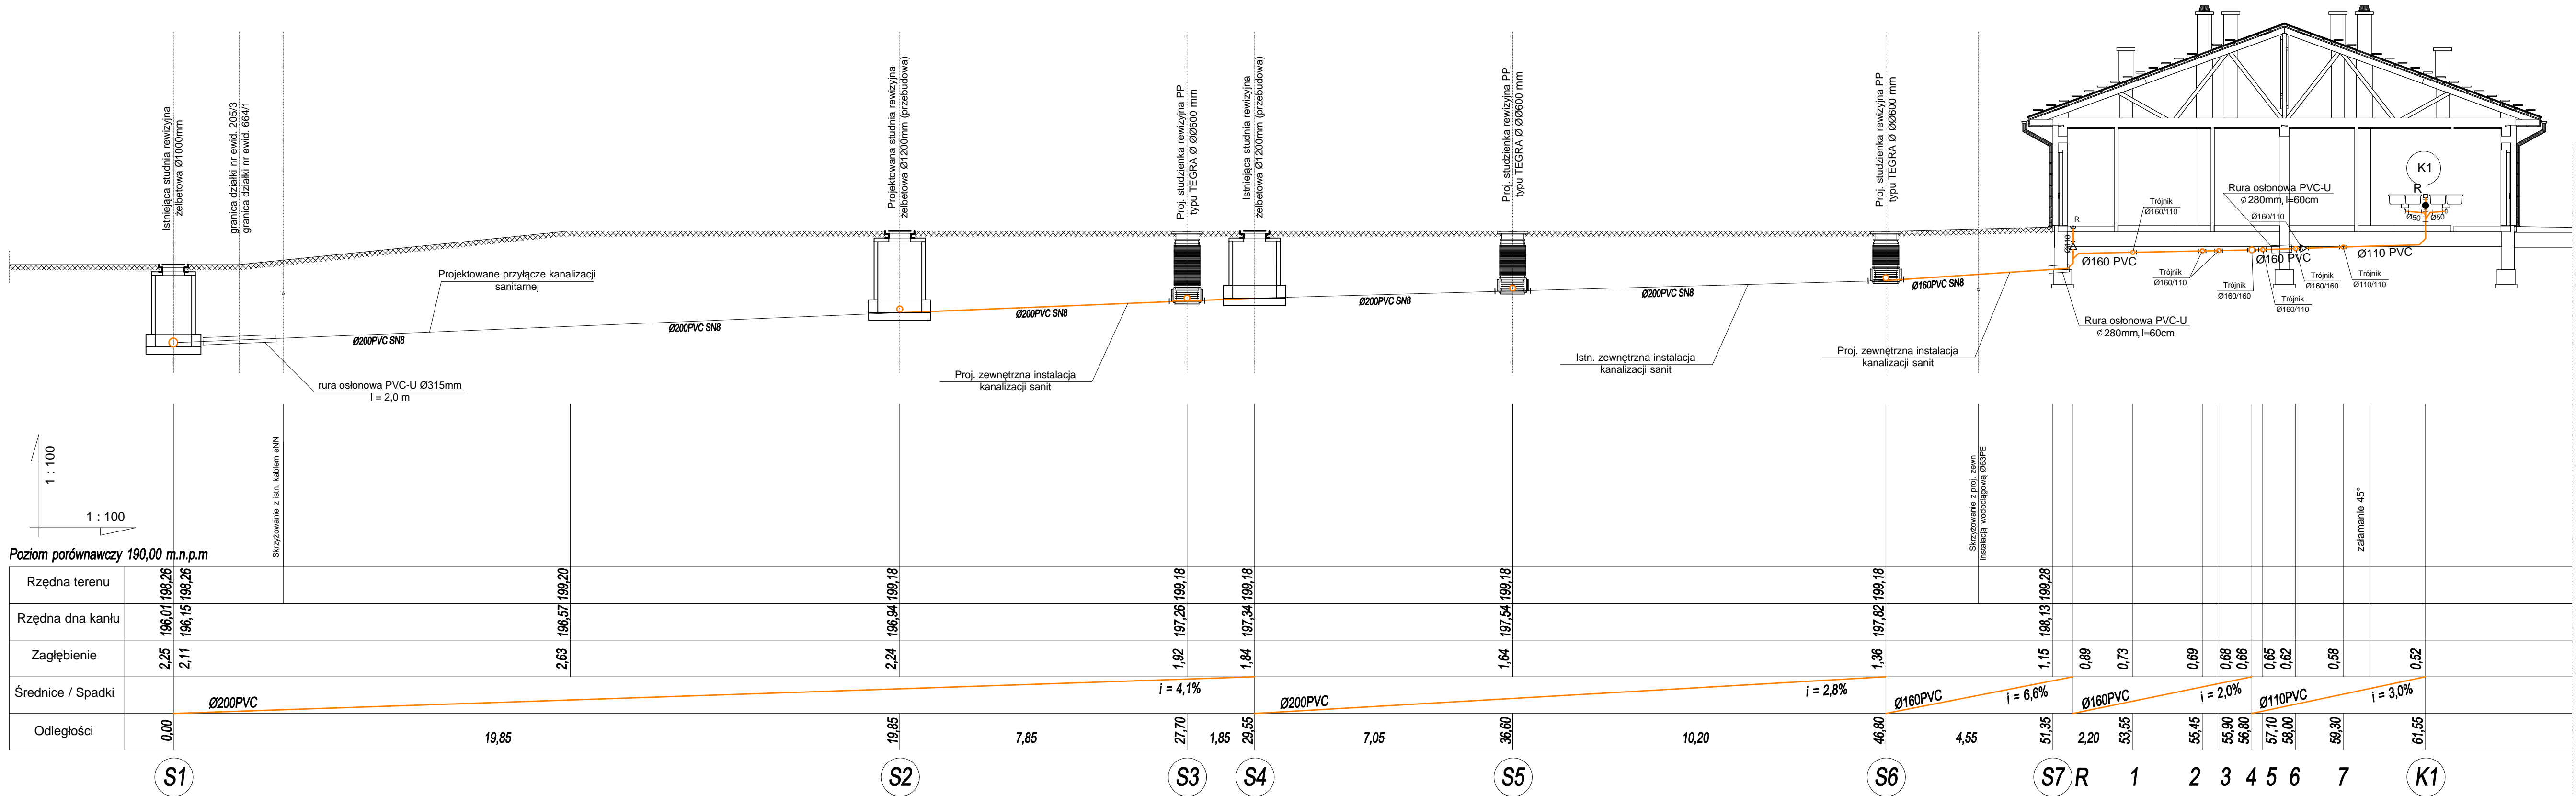 Istniejąca studnia rewizyjna
żelbetowa Ø1000mm
granica działki nr ewid. 205/3
granica działki nr ewid. 664/1
Projektowana studnia rewizyjna
żelbetowa Ø1200mm (przebudowa)
Proj. studzienka rewizyjna PP
typu TEGRA Ø ØØ600 mm
Istniejąca studnia rewizyjna
żelbetowa Ø1200mm (przebudowa)
Proj. studzienka rewizyjna PP
typu TEGRA Ø ØØ600 mm
Proj. studzienka rewizyjna PP
typu TEGRA Ø ØØ600 mm
K1
R
Ø50 Ø50
Rura osłonowa PVC-U
Ø280mm, l=60cm
Trójnik
Ø160/110
Ø160/110
R
Ø110
Ø160 PVC
Ø160 PVC
Ø110 PVC
Trójnik
Ø160/110
Trójnik
Ø160/160
Trójnik
Ø160/110
Trójnik
Ø160/160
Trójnik
Ø110/110
Rura osłonowa PVC-U
Ø280mm, l=60cm
Projektowane przyłącze kanalizacji
sanitarnej
Ø200PVC SN8
Ø200PVC SN8
Ø200PVC SN8
Ø200PVC SN8
Ø200PVC SN8
Ø160PVC SN8
rura osłonowa PVC-U Ø315mm
l = 2,0 m
Proj. zewnętrzna instalacja
kanalizacji sanit
Istn. zewnętrzna instalacja
kanalizacji sanit
Proj. zewnętrzna instalacja
kanalizacji sanit
1 : 100
1 : 100
Skrzyżowanie z istn. kablem eNN
Skrzyżowanie z proj. zewn
instalacją wodociągową Ø63PE
załamanie 45°
Poziom porównawczy 190,00 m.n.p.m
Rzędna terenu 198,26 198,26 199,20 199,18 199,18 199,18 199,18 199,18 199,28
Rzędna dna kanłu 196,01 196,15 196,57 196,94 197,26 197,34 197,54 197,82 198,13
Zagłębienie 2,25 2,11 2,63 2,24 1,92 1,84 1,64 1,36 1,15 0,89 0,73 0,69 0,68 0,66 0,65 0,62 0,58 0,52
Średnice / Spadki Ø200PVC i = 4,1% Ø200PVC i = 2,8% Ø160PVC i = 6,6% Ø160PVC i = 2,0% Ø110PVC i = 3,0%
Odległości 0,00 19,85 19,85 7,85 27,70 1,85 29,55 7,05 36,60 10,20 46,80 4,55 51,35 2,20 53,55 55,45 55,90 56,80 57,10 58,00 59,30 61,55
S1 S2 S3 S4 S5 S6 S7 R 1 2 3 4 5 6 7 K1